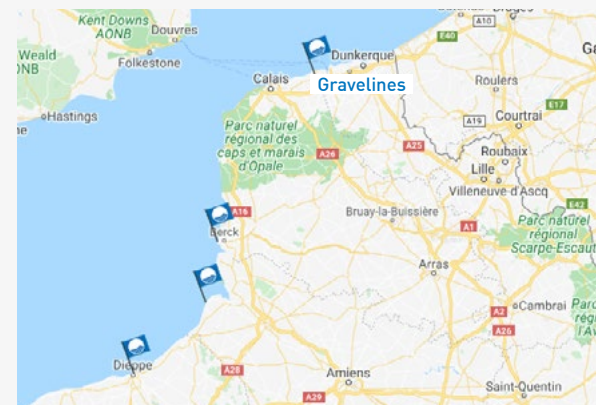 Kent Downs
AONB
Douvres
Folkestone
Weald
ONB
Hastings
Calais
Dunkerque
Gravelines
A10
E40
Roulers
E17
A19
Courtrai
Roubaix
Lille
Villeneuve-d'Ascq
A25
A26
Parc naturel
régional des
caps et marais
d'Opale
A16
Berck
Bruay-la-Buissière
E42
A1
Parc naturel
régional
Scarpe-Escaut
Arras
Cambrai
A2
A26
Dieppe
A28
Amiens
A29
Saint-Quentin